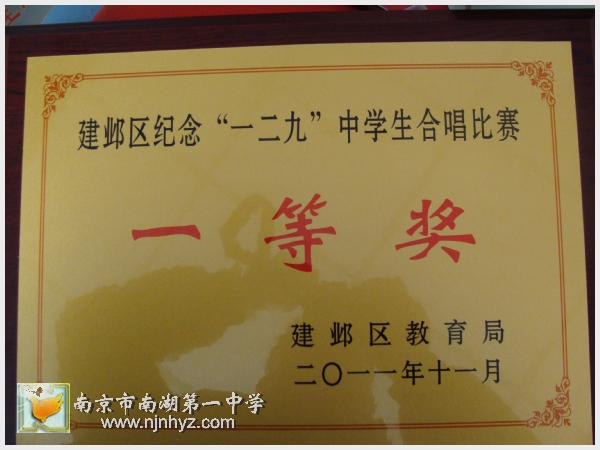 建邺区纪念“一二九”中学生合唱比赛
一等奖
建邺区教育局
二〇一一年十一月
南京市南湖第一中学
www.njnhyz.com